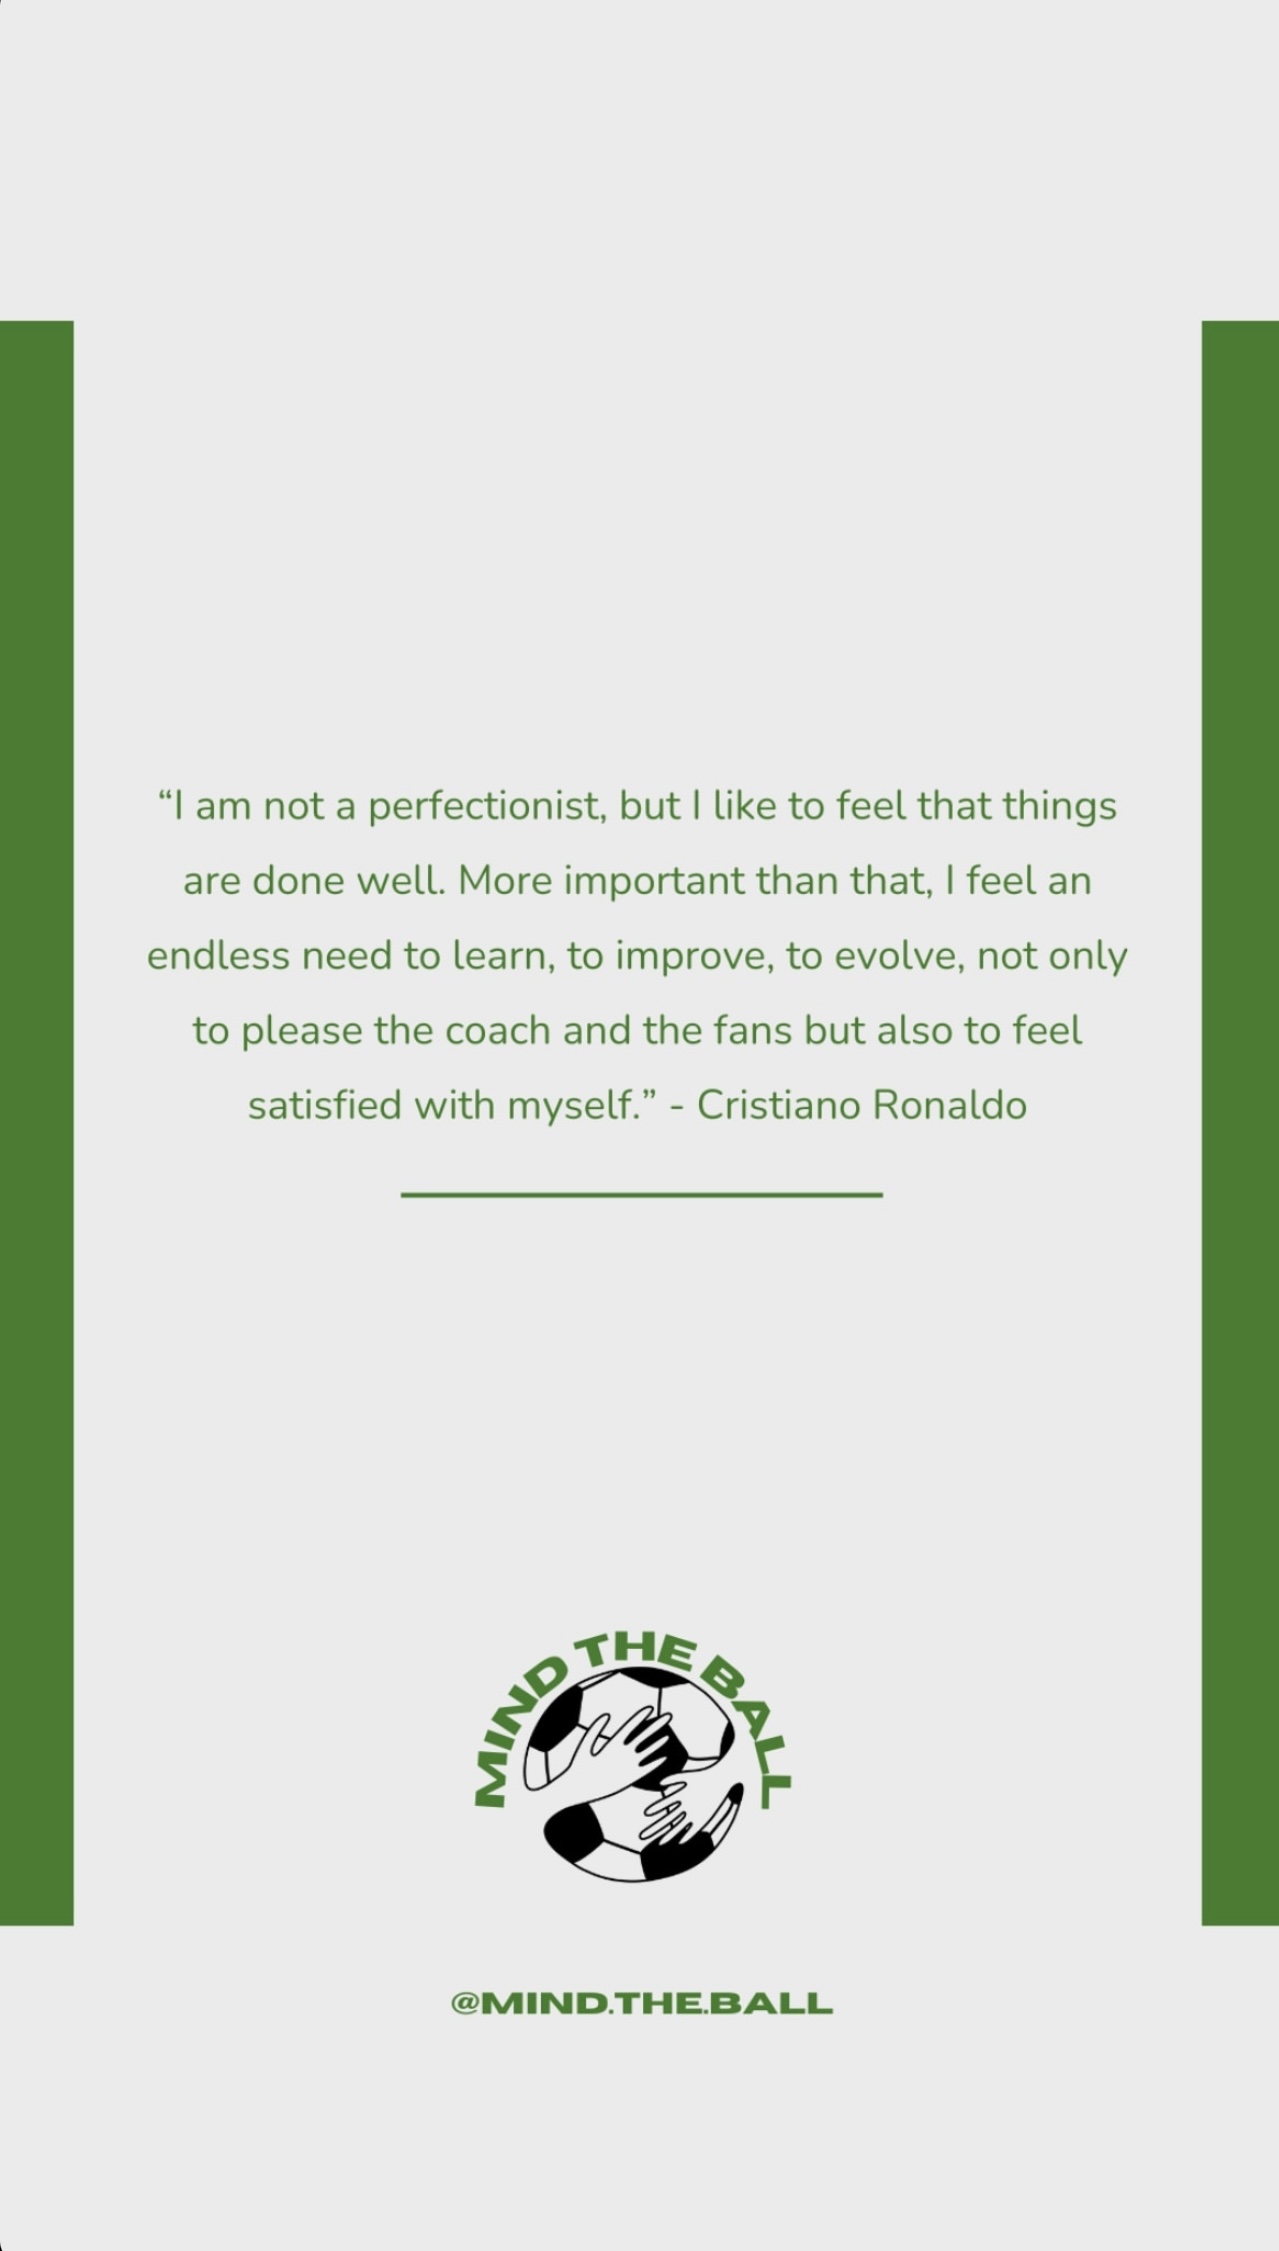 “I am not a perfectionist, but I like to feel that things
are done well. More important than that, I feel an
endless need to learn, to improve, to evolve, not only
to please the coach and the fans but also to feel
satisfied with myself.” - Cristiano Ronaldo
MIND THE BALL
@MIND.THE.BALL